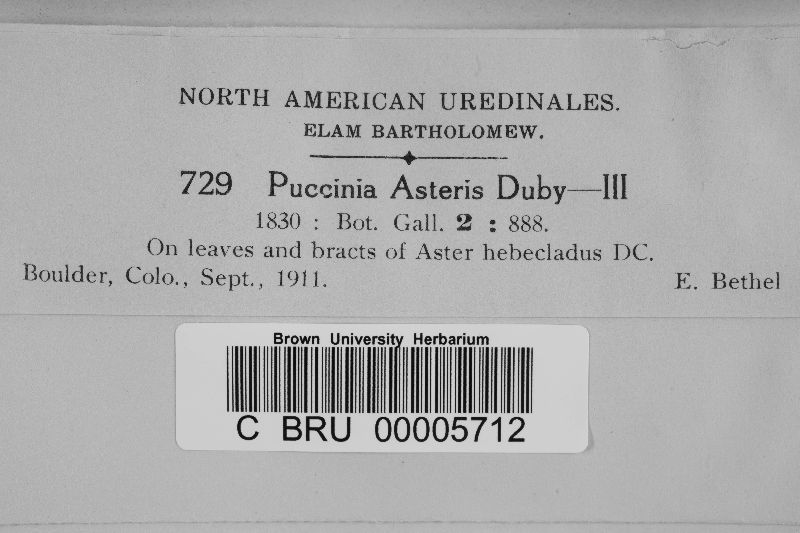 NORTH AMERICAN UREDINALES.
ELAM BARTHOLOMEW.
729 Puccinia Asteris Duby—III
1830 : Bot. Gall. 2 : 888.
On leaves and bracts of Aster hebecladus DC.
Boulder, Colo., Sept., 1911. E. Bethel
Brown University Herbarium
C BRU 00005712